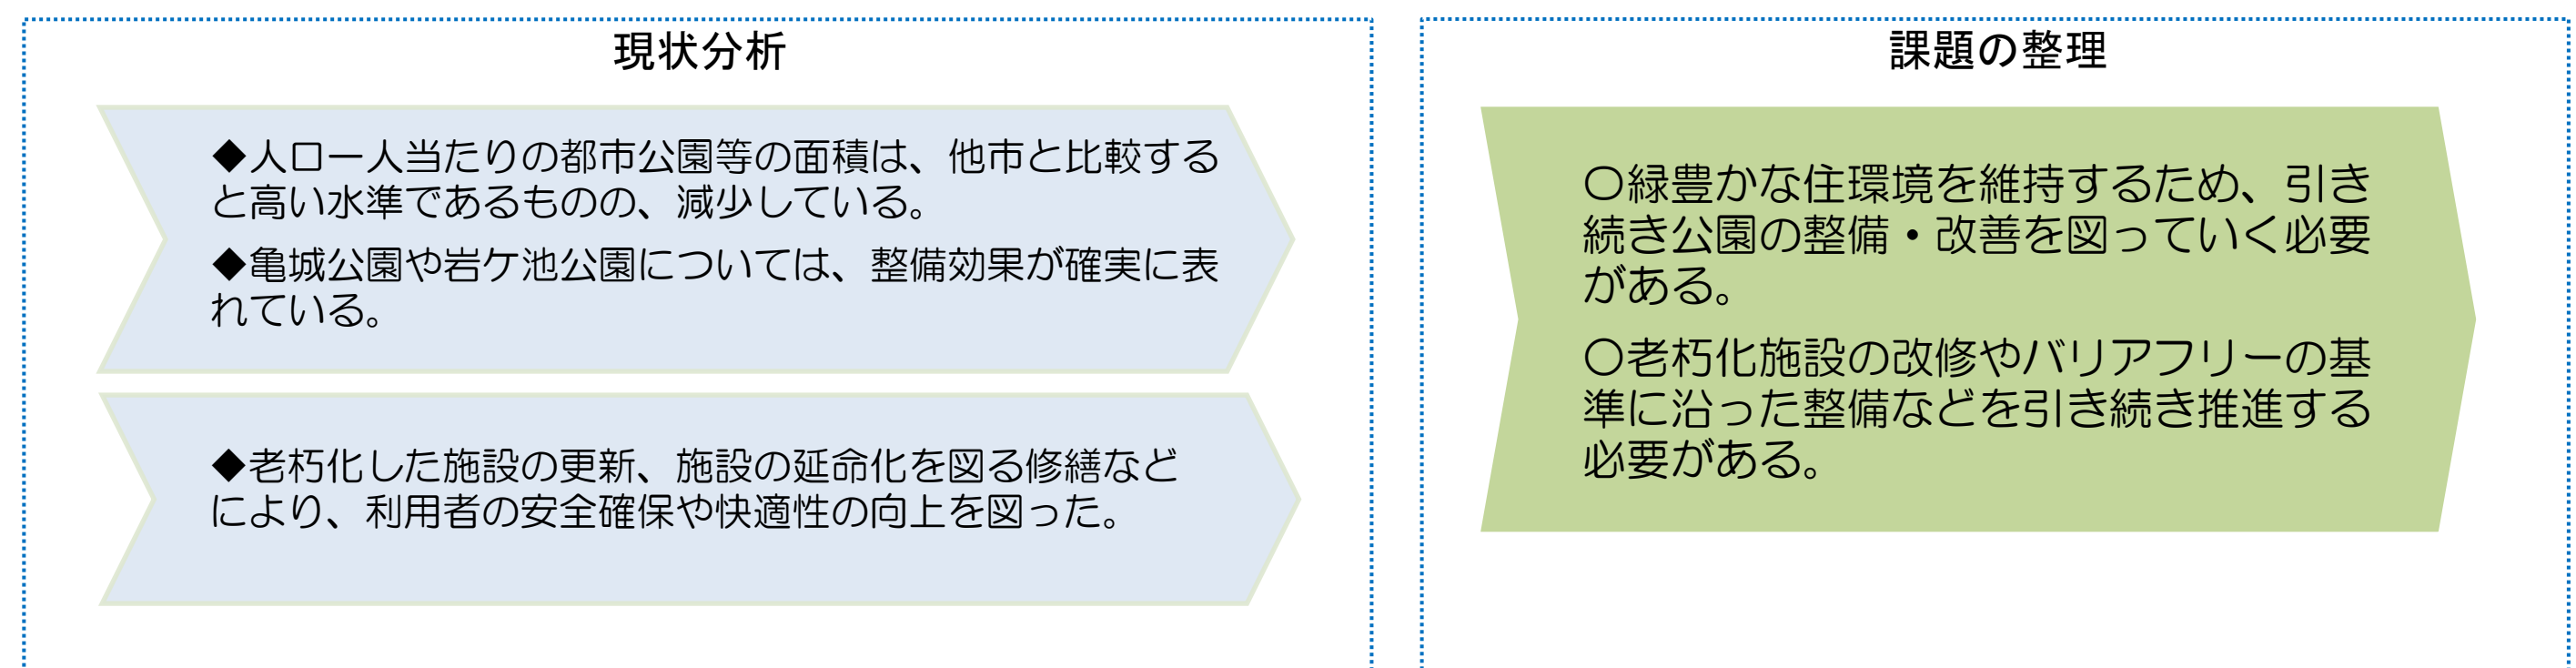 現状分析
◆人口一人当たりの都市公園等の面積は、他市と比較する
と高い水準であるものの、減少している。
◆亀城公園や岩ケ池公園については、整備効果が確実に表
れている。
◆老朽化した施設の更新、施設の延命化を図る修繕など
により、利用者の安全確保や快適性の向上を図った。
課題の整理
〇緑豊かな住環境を維持するため、引き
続き公園の整備・改善を図っていく必要
がある。
〇老朽化施設の改修やバリアフリーの基
準に沿った整備などを引き続き推進する
必要がある。